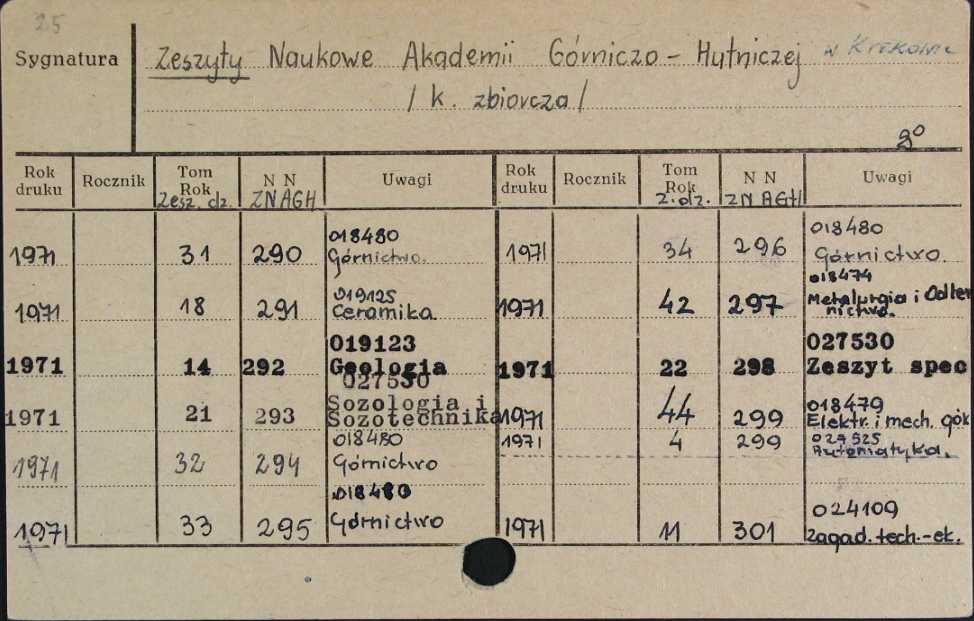 25
Sygnatura
Zeszyty Naukowe Akademii Górniczo - Hutniczej w Krakowie
/ k. zbiorcza /
8°
Rok druku Rocznik Tom Rok Zesz. dz. N N ZNAGH Uwagi
1971 31 290 018480 Górnictwo.
1971 18 291 019125 Ceramika
1971 14 292 019123 Geologia
1971 21 293 027530 Sozologia i Sozotechnika
1971 32 294 018480 Górnictwo
1971 33 295 018480 Górnictwo
Rok druku Rocznik Tom Rok Z. dz. N N ZN AGH Uwagi
1971 34 296 018480 Górnictwo.
1971 42 297 018474 Metalurgia i Odlewnictwo.
1971 22 298 027530 Zeszyt spec
1971 44 299 018479 Elektr. i mech. gór
1971 4 299 027525 Automatyka.
1971 11 301 024109 Zagad. tech.-ek.